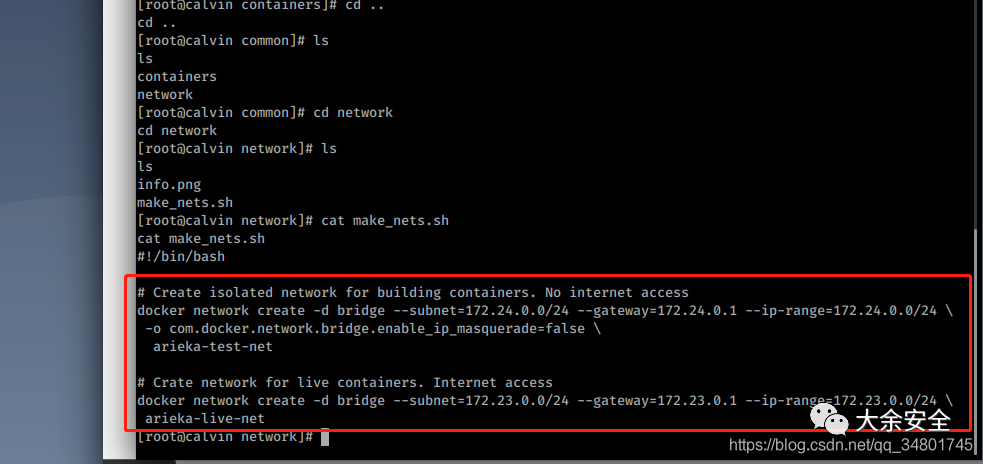 [root@calvin containers]# cd ..
cd ..
[root@calvin common]# ls
ls
containers
network
[root@calvin common]# cd network
cd network
[root@calvin network]# ls
ls
info.png
make_nets.sh
[root@calvin network]# cat make_nets.sh
cat make_nets.sh
#!/bin/bash
# Create isolated network for building containers. No internet access
docker network create -d bridge --subnet=172.24.0.0/24 --gateway=172.24.0.1 --ip-range=172.24.0.0/24 \
-o com.docker.network.bridge.enable_ip_masquerade=false \
arieka-test-net
# Crate network for live containers. Internet access
docker network create -d bridge --subnet=172.23.0.0/24 --gateway=172.23.0.1 --ip-range=172.23.0.0/24 \
arieka-live-net
[root@calvin network]#
大余安全
https://blog.csdn.net/qq_34801745